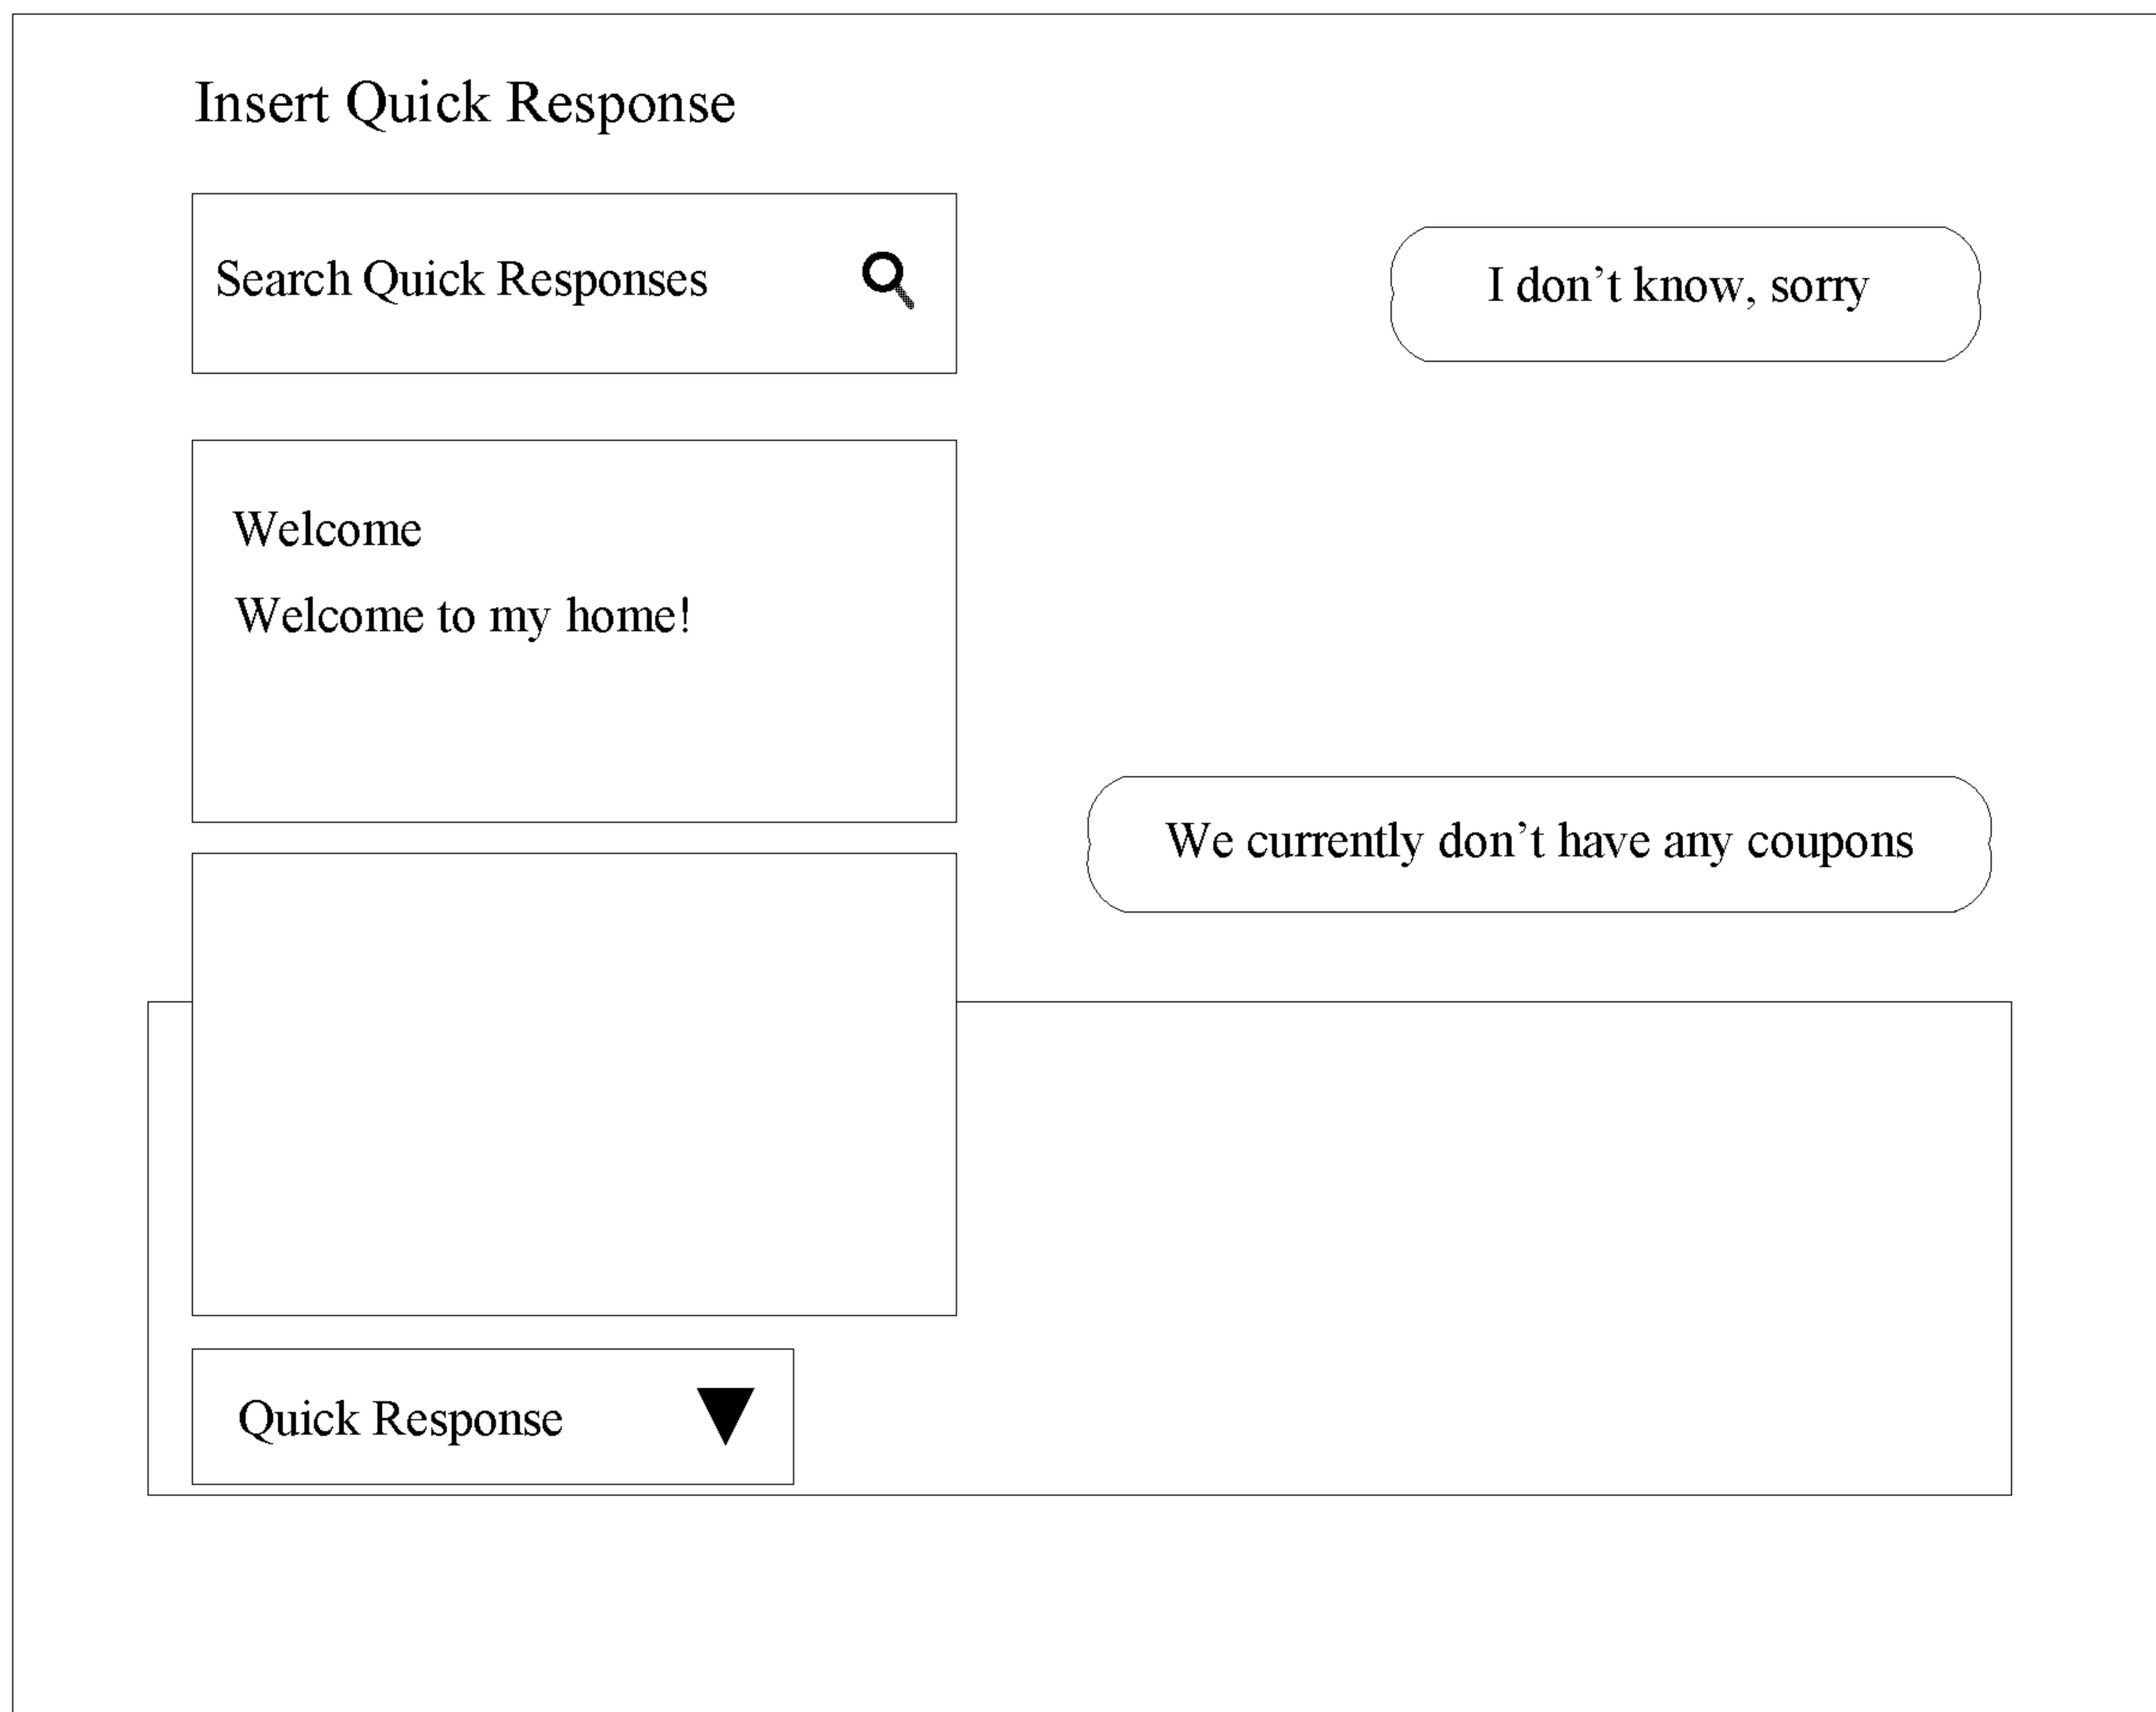 Insert Quick Response
Search Quick Responses
I don’t know, sorry
Welcome
Welcome to my home!
We currently don’t have any coupons
Quick Response